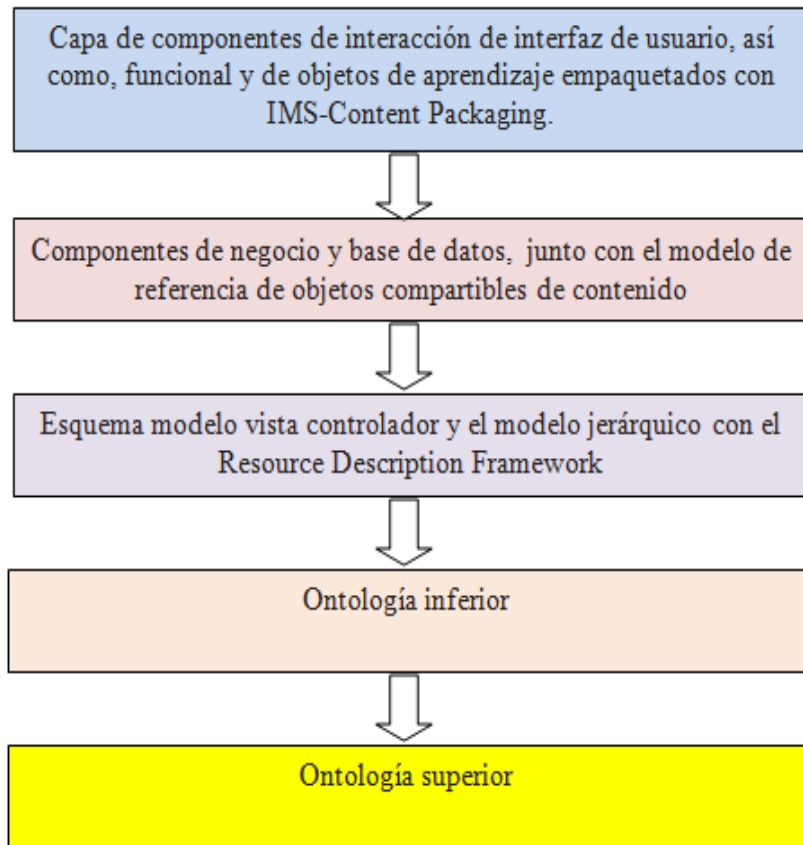 Capa de componentes de interacción de interfaz de usuario, así
como, funcional y de objetos de aprendizaje empaquetados con
IMS-Content Packaging.
Componentes de negocio y base de datos, junto con el modelo de
referencia de objetos compartibles de contenido
Esquema modelo vista controlador y el modelo jerárquico con el
Resource Description Framework
Ontología inferior
Ontología superior